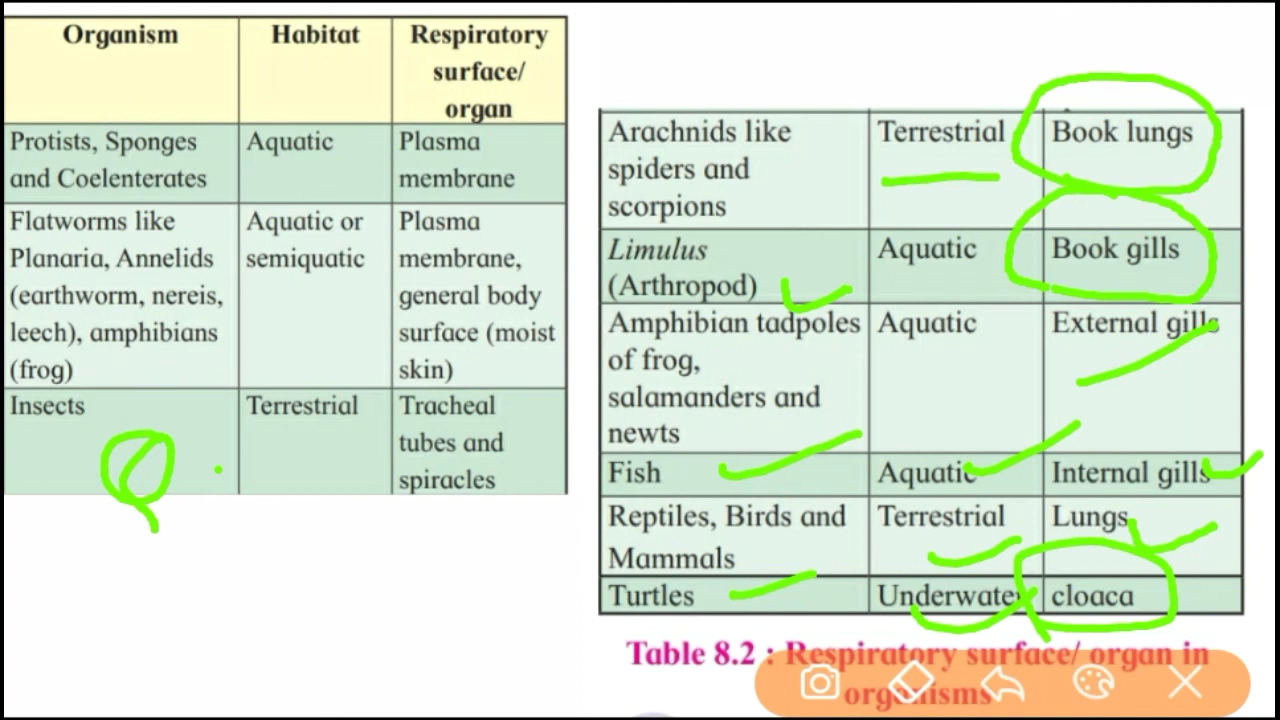 Organism Habitat Respiratory
surface/
organ
Protists, Sponges Aquatic Plasma
and Coelenterates membrane
Flatworms like Aquatic or Plasma
Planaria, Annelids semiquatic membrane,
(earthworm, nereis, general body
leech), amphibians surface (moist
(frog) skin)
Insects Terrestrial Tracheal
tubes and
spiracles
Arachnids like Terrestrial Book lungs
spiders and
scorpions
Limulus Aquatic Book gills
(Arthropod)
Amphibian tadpoles Aquatic External gills
of frog,
salamanders and
newts
Fish Aquatic Internal gills
Reptiles, Birds and Terrestrial Lungs
Mammals
Turtles Underwater cloaca
Table 8.2 : Respiratory surface/ organ in
organisms